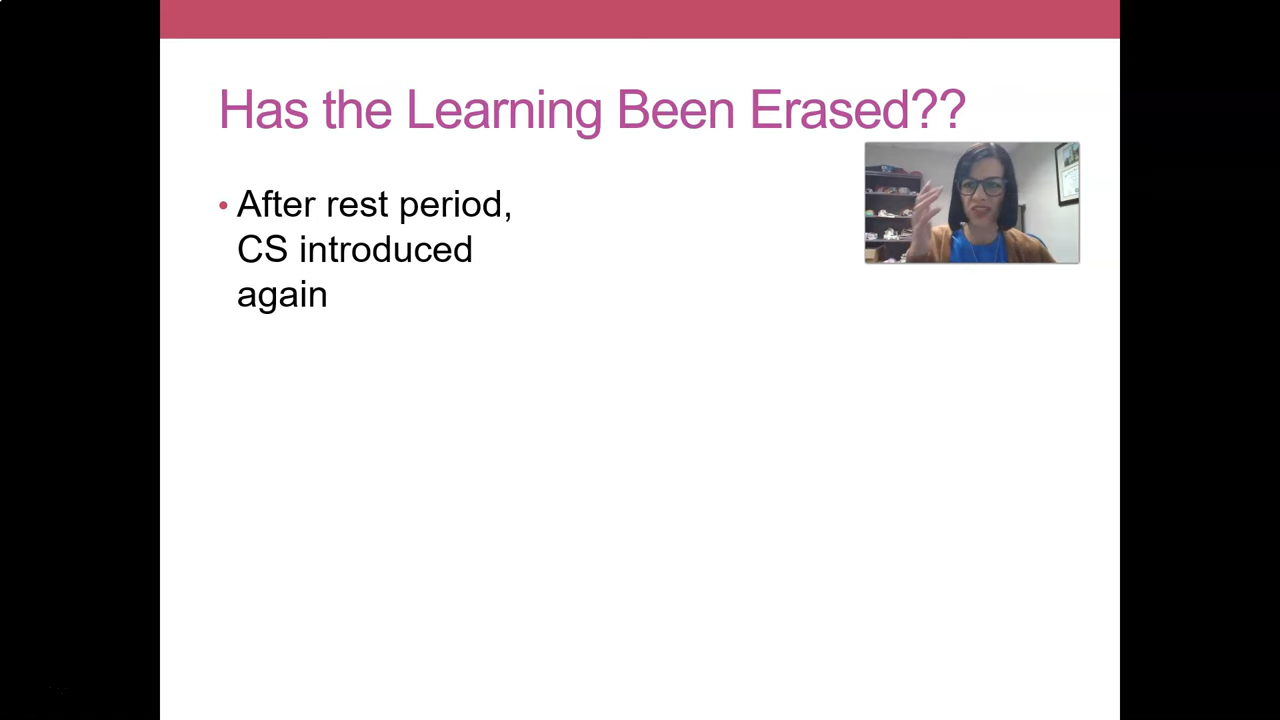 Has the Learning Been Erased??
• After rest period,
CS introduced
again